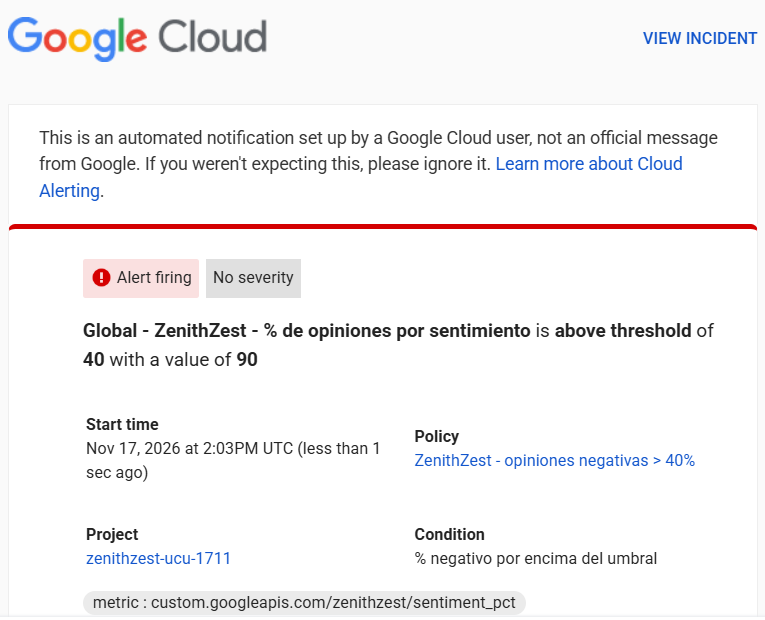 Google Cloud
VIEW INCIDENT
This is an automated notification set up by a Google Cloud user, not an official message
from Google. If you weren't expecting this, please ignore it. Learn more about Cloud
Alerting.
Alert firing
No severity
Global - ZenithZest - % de opiniones por sentimiento is above threshold of
40 with a value of 90
Start time
Nov 17, 2026 at 2:03PM UTC (less than 1
sec ago)
Policy
ZenithZest - opiniones negativas > 40%
Project
zenithzest-ucu-1711
Condition
% negativo por encima del umbral
metric : custom.googleapis.com/zenithzest/sentiment_pct